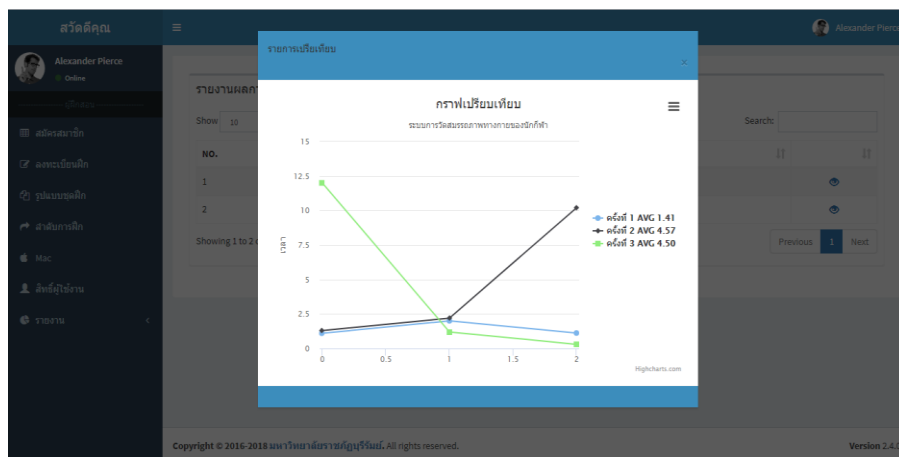 สวัสดีคุณ
Alexander Pierce
Alexander Pierce
Online
สมัครสมาชิก
ลงทะเบียนฝึก
รูปแบบชุดฝึก
ลำดับการฝึก
Mac
สิทธิ์ผู้ใช้งาน
รายงาน
รายการเปรียเทียบ
x
รายงานผลกา
Show 10
Search:
NO.
1
2
Showing 1 to 2 o
Previous 1 Next
กราฟเปรียบเทียบ
ระบบการวัดสมรรถภาพทางกายของนักกีฬา
15
12.5
10
7.5
5
2.5
0
เวลา
0 0.5 1 1.5 2
ครั้งที่ 1 AVG 1.41
ครั้งที่ 2 AVG 4.57
ครั้งที่ 3 AVG 4.50
Highcharts.com
Copyright © 2016-2018 มหาวิทยาลัยราชภัฏบุรีรัมย์. All rights reserved.
Version 2.4.0